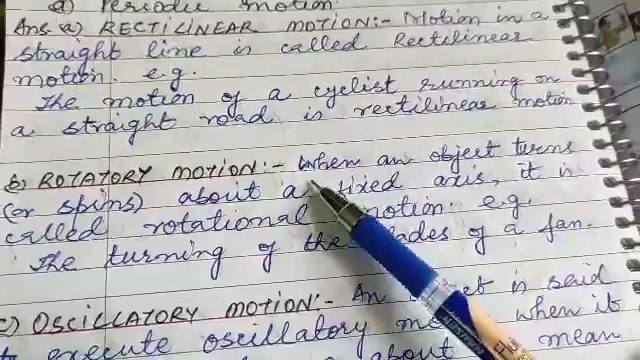 d) Periodic motion.
Ans. a) RECTILINEAR MOTION:- Motion in a
straight line is called Rectilinear
motion. e.g.
The motion of a cyclist running on
a straight road is rectilinear motion
b) ROTATORY MOTION:- When an object turns
(or spins) about a fixed axis, it is
called rotational motion. e.g.
The turning of the blades of a fan.
c) OSCILLATORY MOTION:- An is said
execute oscillatory when it
about mean